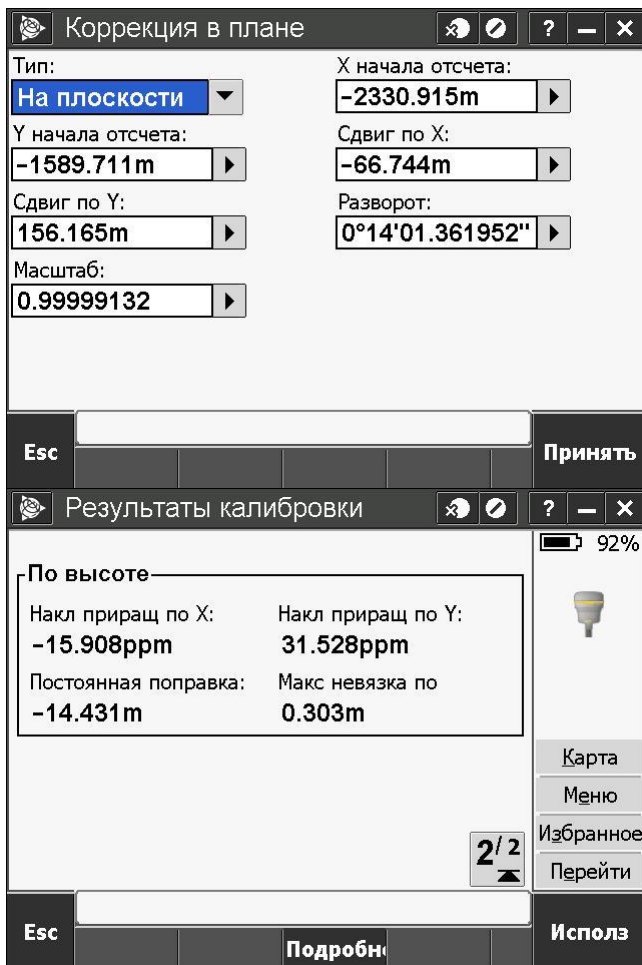 Коррекция в плане ? – ×
Тип: X начала отсчета:
На плоскости -2330.915m
Y начала отсчета: Сдвиг по X:
-1589.711m -66.744m
Сдвиг по Y: Разворот:
156.165m 0°14'01.361952"
Масштаб:
0.99999132
Esc Принять
Результаты калибровки ? – ×
92%
По высоте
Накл приращ по X: Накл приращ по Y:
-15.908ppm 31.528ppm
Постоянная поправка: Макс невязка по
-14.431m 0.303m
Карта
Меню
Избранное
2/2
Перейти
Esc Подробн Исполз